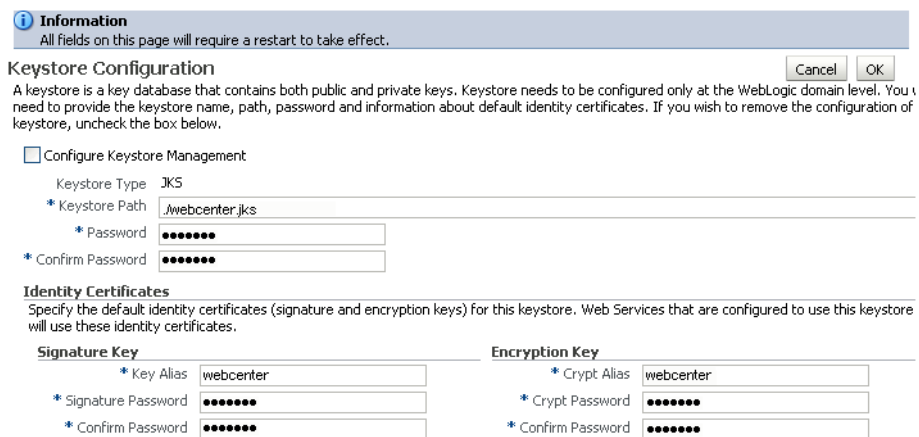 Information
All fields on this page will require a restart to take effect.
Keystore Configuration
Cancel OK
A keystore is a key database that contains both public and private keys. Keystore needs to be configured only at the WebLogic domain level. You
need to provide the keystore name, path, password and information about default identity certificates. If you wish to remove the configuration of
keystore, uncheck the box below.
Configure Keystore Management
Keystore Type JKS
* Keystore Path ./webcenter.jks
* Password •••••••
* Confirm Password •••••••
Identity Certificates
Specify the default identity certificates (signature and encryption keys) for this keystore. Web Services that are configured to use this keystore
will use these identity certificates.
Signature Key Encryption Key
* Key Alias webcenter * Crypt Alias webcenter
* Signature Password ••••••• * Crypt Password •••••••
* Confirm Password ••••••• * Confirm Password •••••••